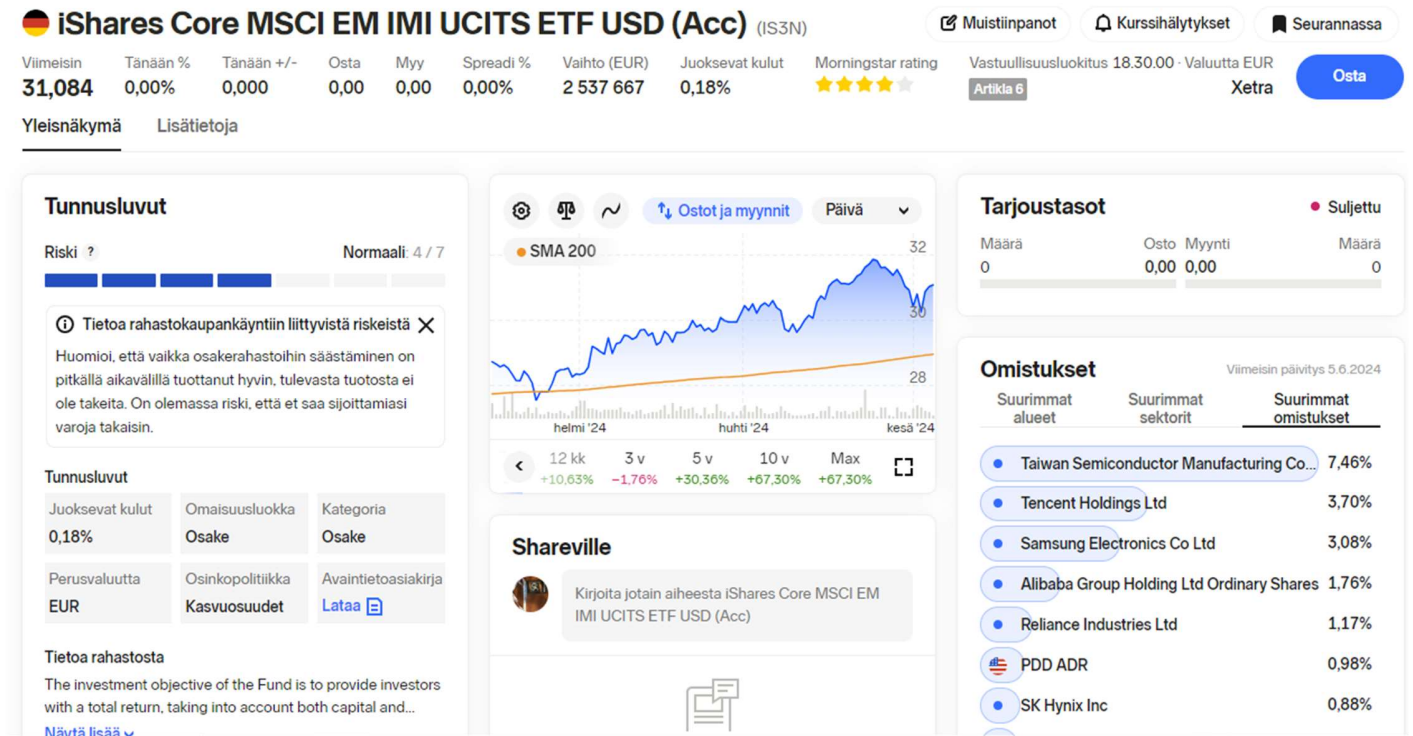 iShares Core MSCI EM IMI UCITS ETF USD (Acc) (IS3N)
Muistiinpanot
Kurssihälytykset
Seurannassa
Viimeisin
Tänään %
Tänään +/-
Osta
Myy
Spreadi %
Vaihto (EUR)
Juoksevat kulut
Morningstar rating
Vastuullisuusluokitus 18.30.00 · Valuutta EUR
31,084
0,00%
0,000
0,00
0,00
0,00%
2 537 667
0,18%
Artikla 6
Xetra
Osta
Yleisnäkymä
Lisätietoja
Tunnusluvut
Riski ?
Normaali: 4 / 7
Tietoa rahastokaupankäyntiin liittyvistä riskeistä
Huomioi, että vaikka osakerahastoihin säästäminen on
pitkällä aikavälillä tuottanut hyvin, tulevasta tuotosta ei
ole takeita. On olemassa riski, että et saa sijoittamiasi
varoja takaisin.
Tunnusluvut
Juoksevat kulut
Omaisuusluokka
Kategoria
0,18%
Osake
Osake
Perusvaluutta
Osinkopolitiikka
Avaintietoasiakirja
EUR
Kasvuosuudet
Lataa
Tietoa rahastosta
The investment objective of the Fund is to provide investors
with a total return, taking into account both capital and...
Näytä lisää
Ostot ja myynnit
Päivä
SMA 200
32
30
28
helmi '24
huhti '24
kesä '24
12 kk
3 v
5 v
10 v
Max
+10,63%
−1,76%
+30,36%
+67,30%
+67,30%
Shareville
Kirjoita jotain aiheesta iShares Core MSCI EM
IMI UCITS ETF USD (Acc)
Tarjoustasot
Suljettu
Määrä
Osto
Myynti
Määrä
0
0,00
0,00
0
Omistukset
Viimeisin päivitys 5.6.2024
Suurimmat
alueet
Suurimmat
sektorit
Suurimmat
omistukset
Taiwan Semiconductor Manufacturing Co... 7,46%
Tencent Holdings Ltd 3,70%
Samsung Electronics Co Ltd 3,08%
Alibaba Group Holding Ltd Ordinary Shares 1,76%
Reliance Industries Ltd 1,17%
PDD ADR 0,98%
SK Hynix Inc 0,88%